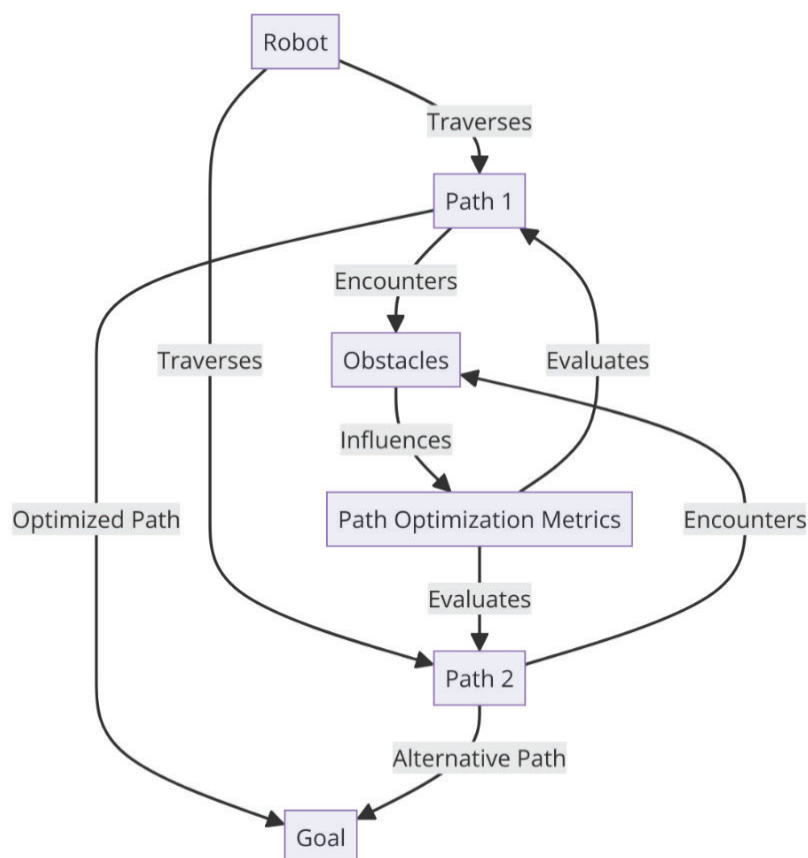 Robot
Traverses
Path 1
Encounters
Obstacles
Traverses
Evaluates
Influences
Path Optimization Metrics
Optimized Path
Encounters
Evaluates
Path 2
Alternative Path
Goal